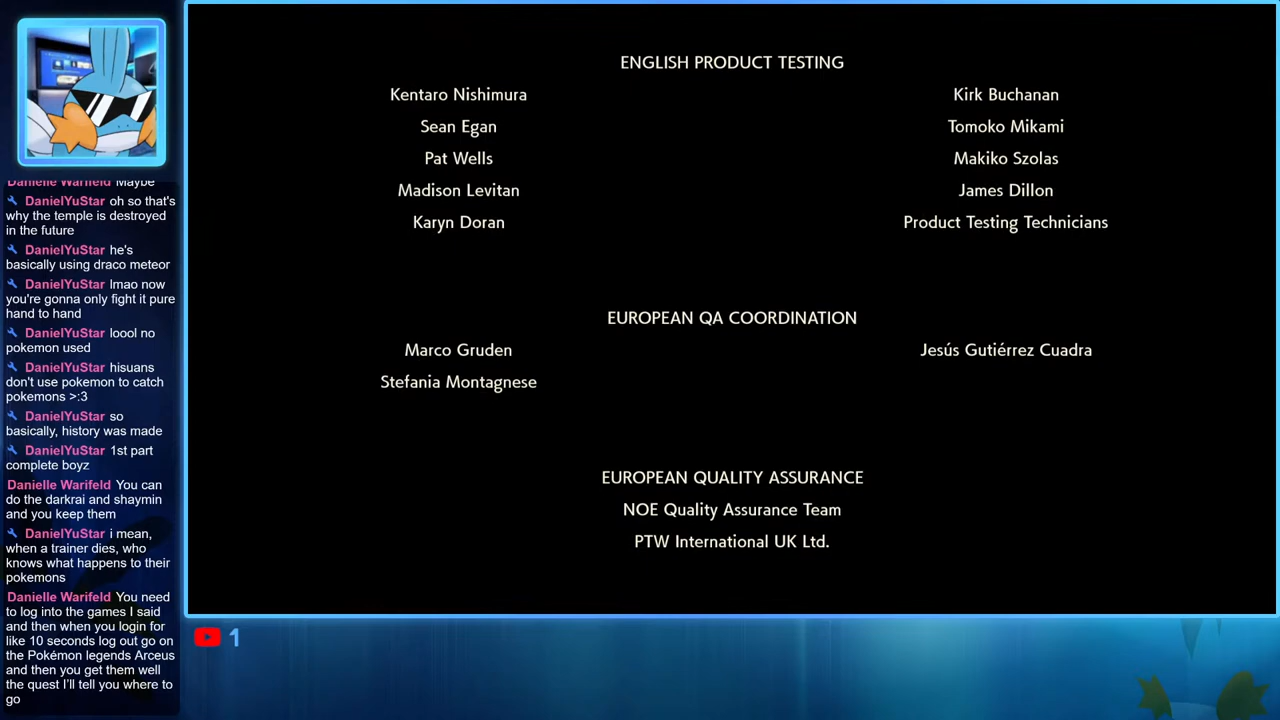 Danielle Warifeld Maybe
DanielYuStar oh so that's
why the temple is destroyed
in the future
DanielYuStar he's
basically using draco meteor
DanielYuStar lmao now
you're gonna only fight it pure
hand to hand
DanielYuStar loool no
pokemon used
DanielYuStar hisuans
don't use pokemon to catch
pokemons >:3
DanielYuStar so
basically, history was made
DanielYuStar 1st part
complete boyz
Danielle Warifeld You can
do the darkrai and shaymin
and you keep them
DanielYuStar i mean,
when a trainer dies, who
knows what happens to their
pokemons
Danielle Warifeld You need
to log into the games I said
and then when you login for
like 10 seconds log out go on
the Pokémon legends Arceus
and then you get them well
the quest I'll tell you where to
go
ENGLISH PRODUCT TESTING
Kentaro Nishimura
Kirk Buchanan
Sean Egan
Tomoko Mikami
Pat Wells
Makiko Szolas
Madison Levitan
James Dillon
Karyn Doran
Product Testing Technicians
EUROPEAN QA COORDINATION
Marco Gruden
Jesús Gutiérrez Cuadra
Stefania Montagnese
EUROPEAN QUALITY ASSURANCE
NOE Quality Assurance Team
PTW International UK Ltd.
1